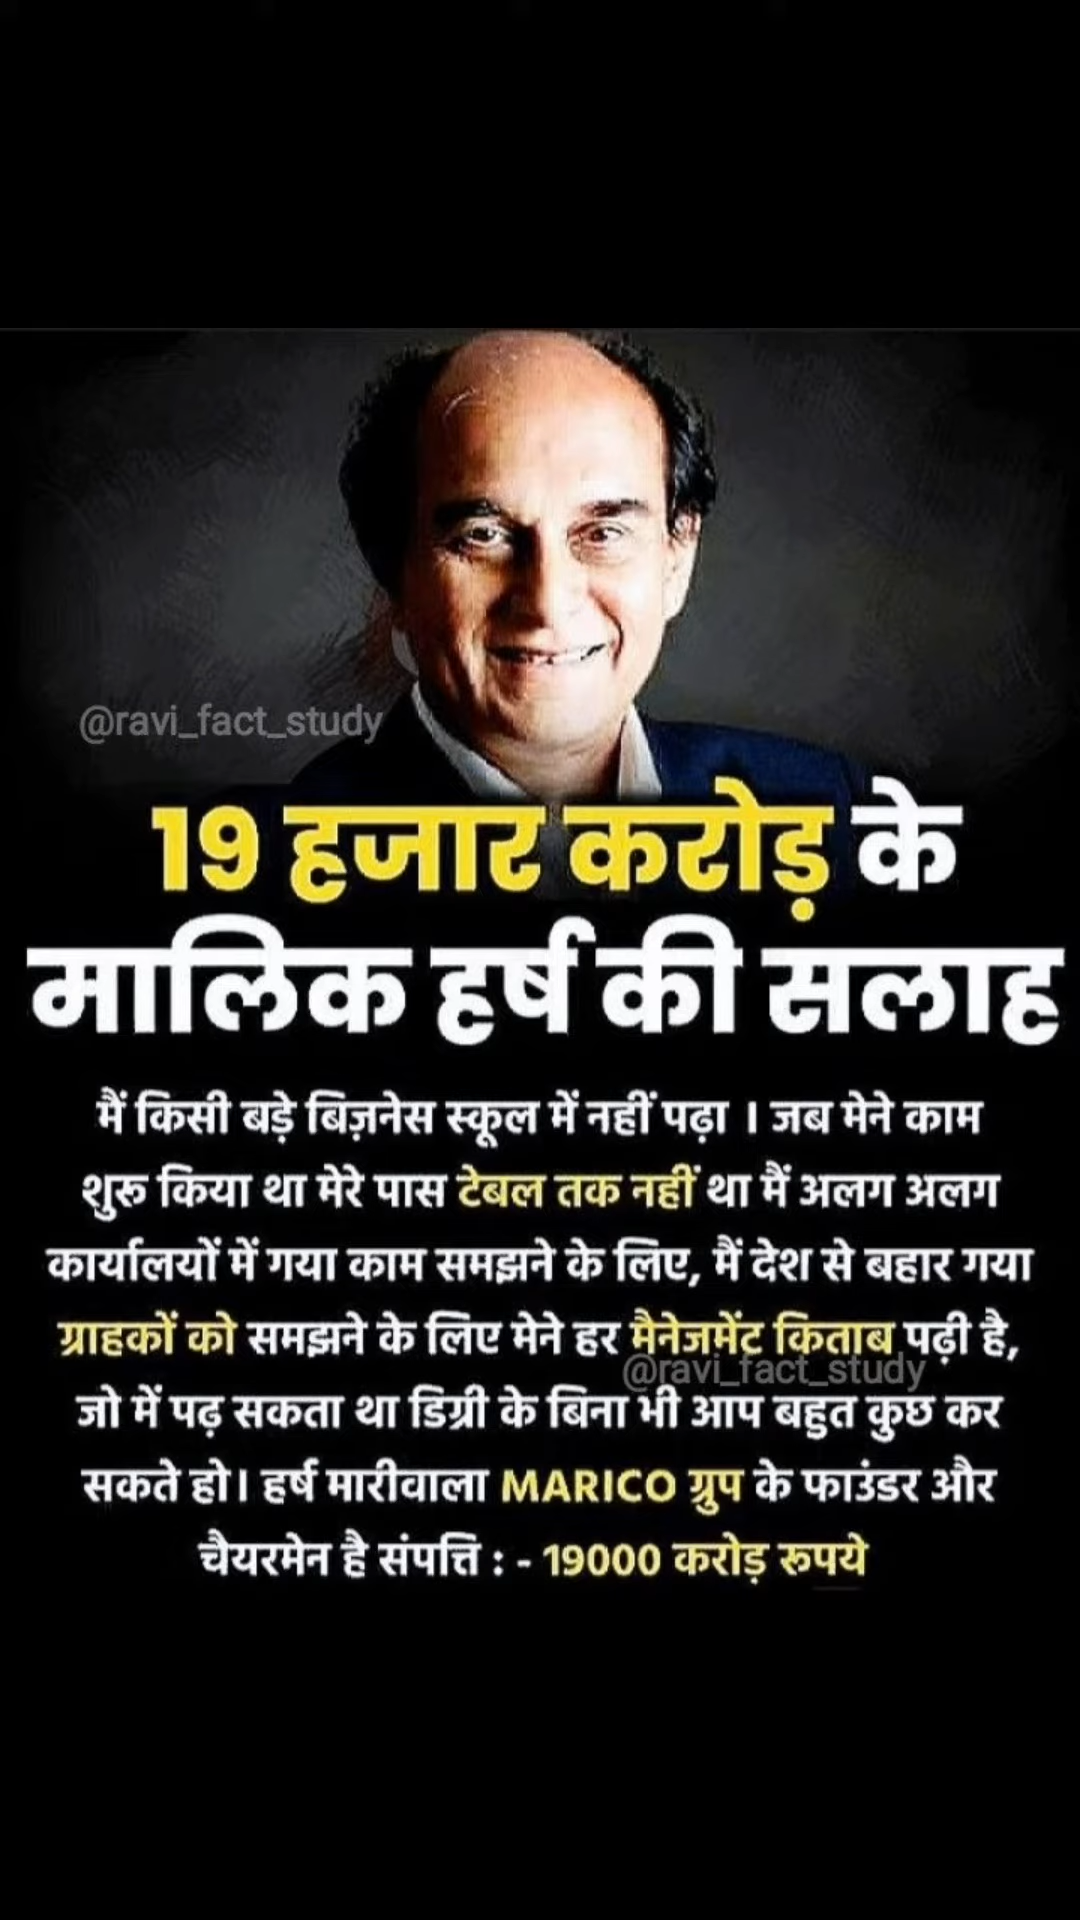 @ravi_fact_study
19 हजार करोड़ के
मालिक हर्ष की सलाह
मैं किसी बड़े बिज़नेस स्कूल में नहीं पढ़ा । जब मेने काम
शुरू किया था मेरे पास टेबल तक नहीं था मैं अलग अलग
कार्यालयों में गया काम समझने के लिए, मैं देश से बहार गया
ग्राहकों को समझने के लिए मेने हर मैनेजमेंट किताब पढ़ी है,
@ravi_fact_study
जो में पढ़ सकता था डिग्री के बिना भी आप बहुत कुछ कर
सकते हो। हर्ष मारीवाला MARICO ग्रुप के फाउंडर और
चैयरमेन है संपत्ति : - 19000 करोड़ रूपये